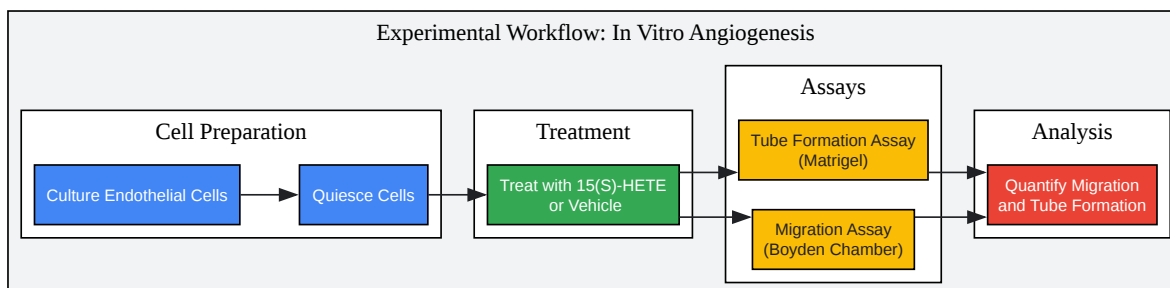 Experimental Workflow: In Vitro Angiogenesis
Cell Preparation
Culture Endothelial Cells
Quiesce Cells
Treatment
Treat with 15(S)-HETE
or Vehicle
Assays
Tube Formation Assay
(Matrigel)
Migration Assay
(Boyden Chamber)
Analysis
Quantify Migration
and Tube Formation